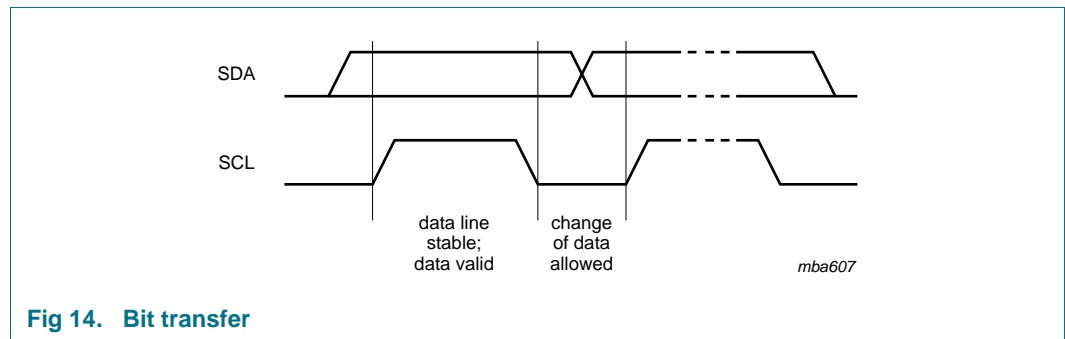 SDA
SCL
data line
stable;
data valid
change
of data
allowed
mba607
Fig 14. Bit transfer